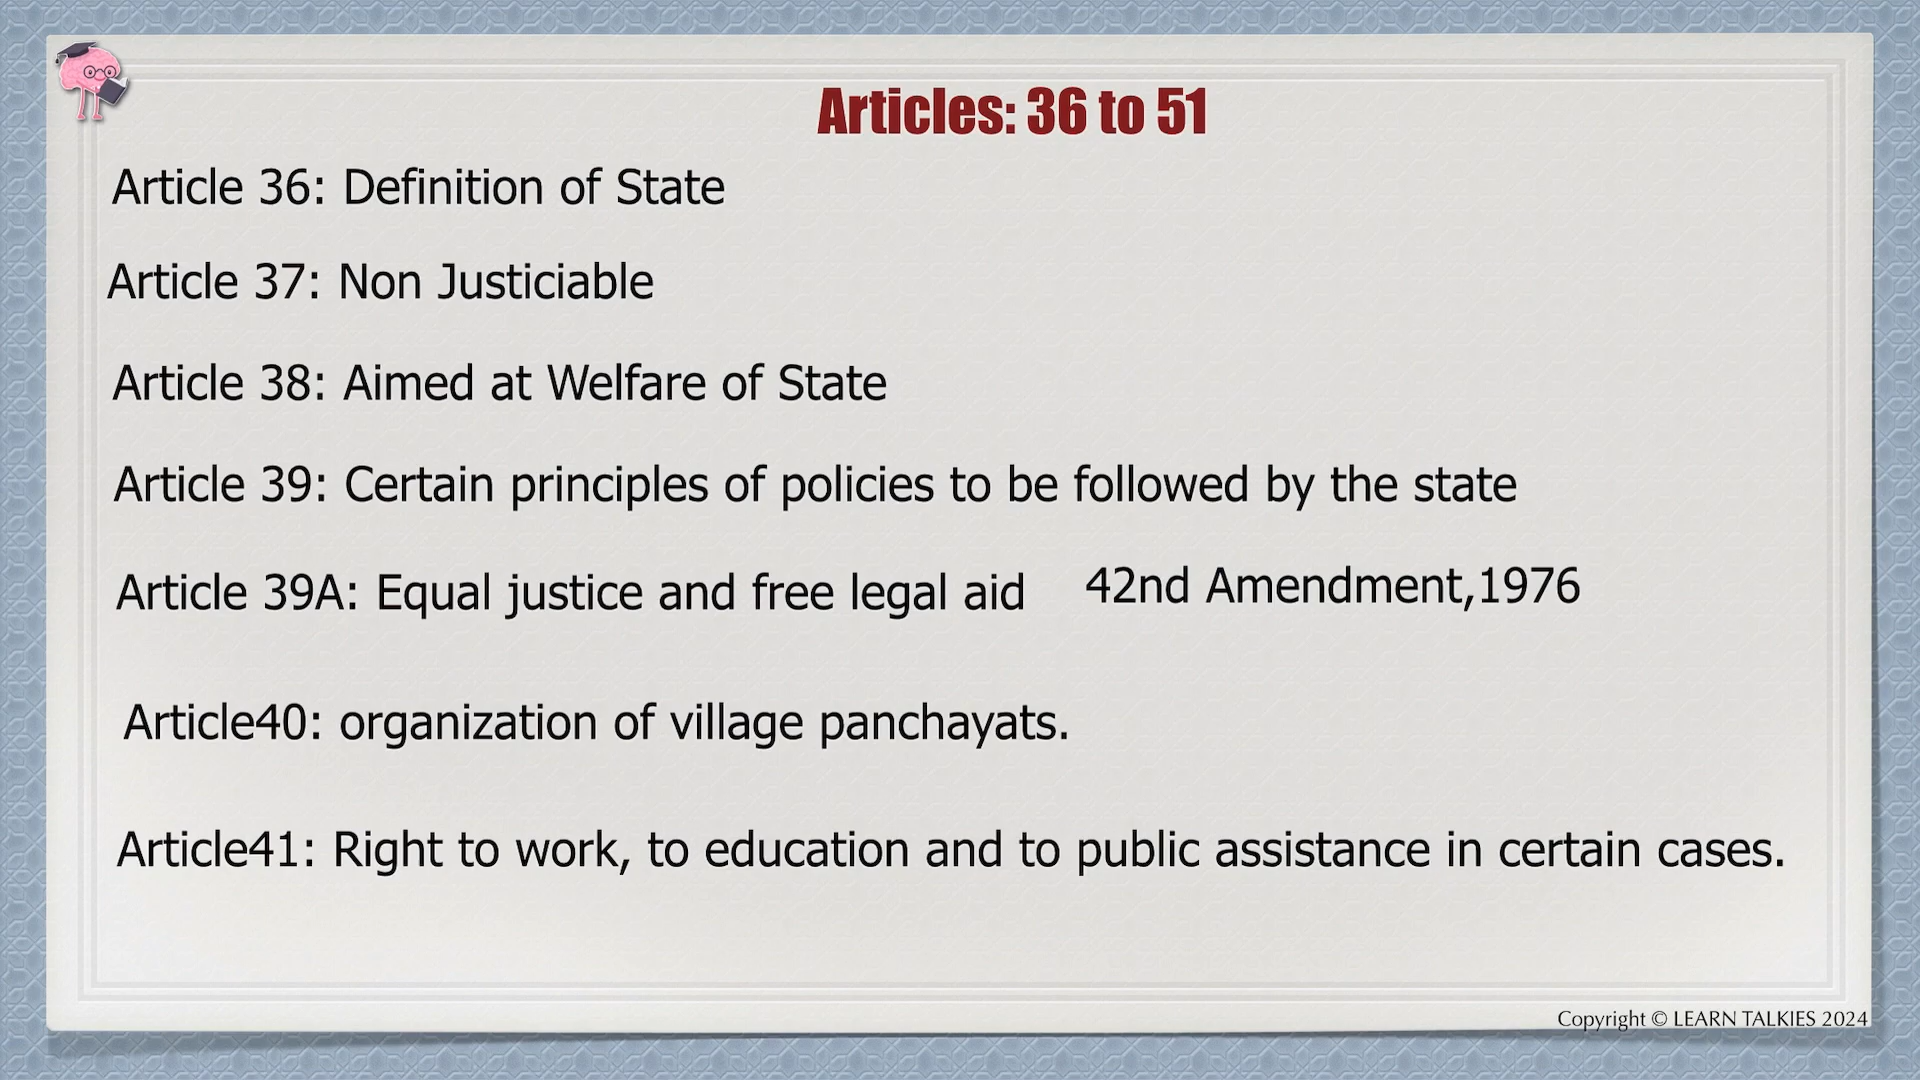 Articles: 36 to 51
Article 36: Definition of State
Article 37: Non Justiciable
Article 38: Aimed at Welfare of State
Article 39: Certain principles of policies to be followed by the state
Article 39A: Equal justice and free legal aid 42nd Amendment,1976
Article40: organization of village panchayats.
Article41: Right to work, to education and to public assistance in certain cases.
Copyright © LEARN TALKIES 2024